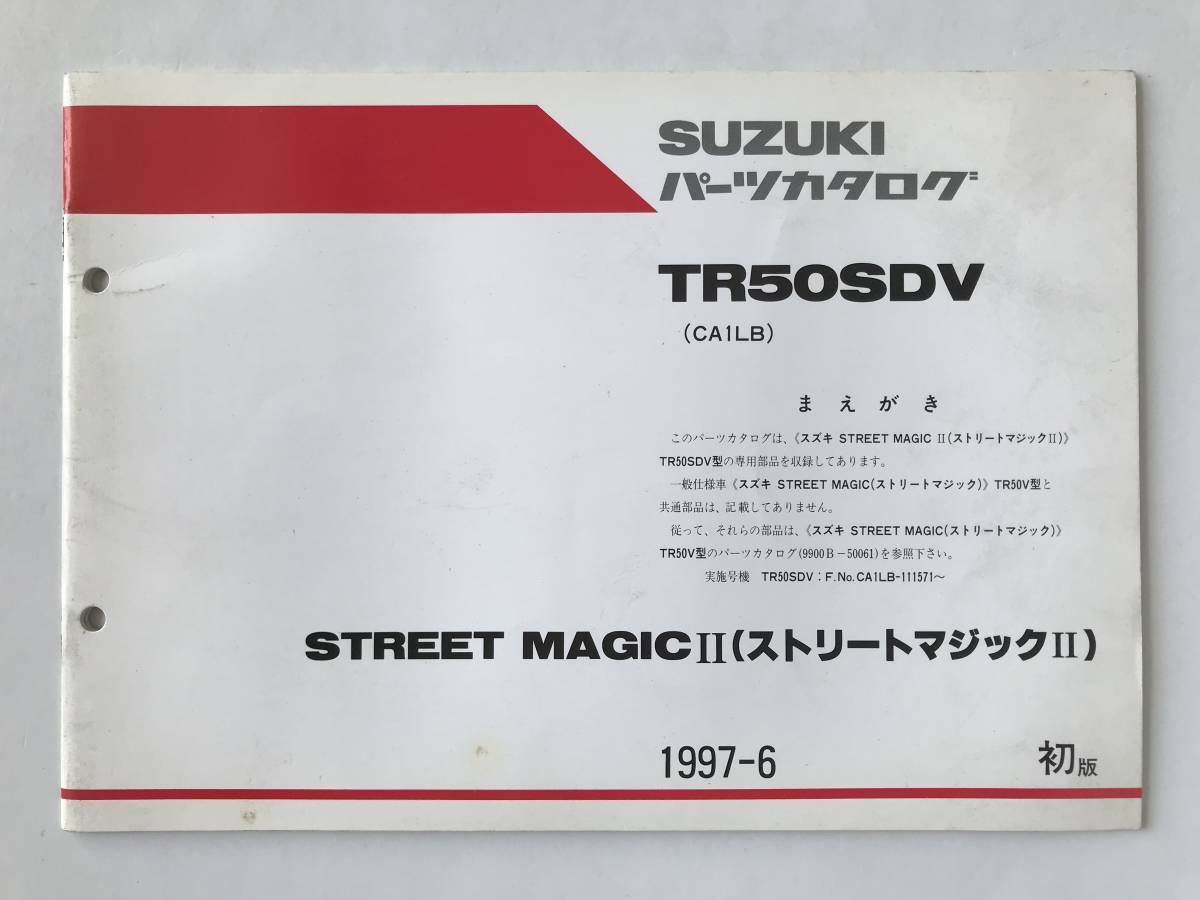 SUZUKI
パーツカタログ
TR50SDV
(CA1LB)
まえがき
このパーツカタログは、《スズキ STREET MAGIC II(ストリートマジックII)》
TR50SDV型の専用部品を収録してあります。
一般仕様車《スズキ STREET MAGIC(ストリートマジック)》TR50V型と
共通部品は、記載してありません。
従って、それらの部品は、《スズキ STREET MAGIC(ストリートマジック)》
TR50V型のパーツカタログ(9900B-50061)を参照下さい。
実施号機 TR50SDV:F.No.CA1LB-111571~
STREET MAGIC II(ストリートマジックII)
1997-6 初版